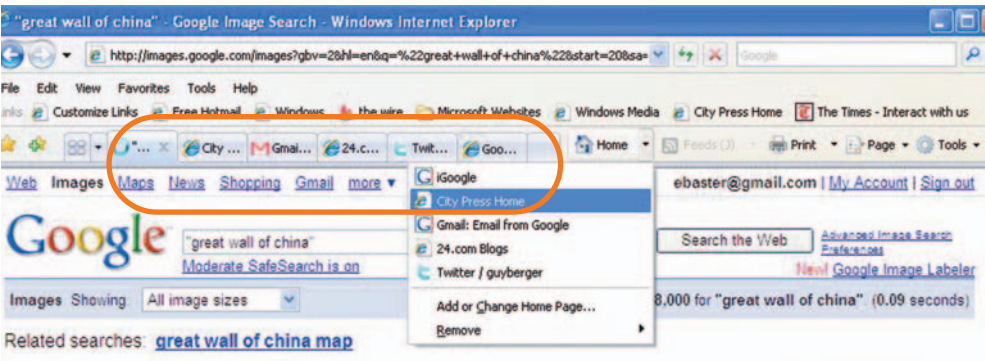 "great wall of china" - Google Image Search - Windows Internet Explorer
http://images.google.com/images?gbv=2&hl=en&q=%22great+wall+of+china%22&start=20&sa= Google
File Edit View Favorites Tools Help
Customize Links Free Hotmail Windows the wire Microsoft Websites Windows Media City Press Home The Times - Interact with us
"... City ... Gmai... 24.c... Twit... Goo... Home Feeds (J) Print Page Tools
Web Images Maps News Shopping Gmail more ebaster@gmail.com | My Account | Sign out
iGoogle
City Press Home
Gmail: Email from Google
24.com Blogs
Twitter / guyberger
Add or Change Home Page...
Remove
Google "great wall of china" Search the Web Advanced Image Search
Preferences
Moderate SafeSearch is on New! Google Image Labeler
Images Showing: All image sizes 8,000 for "great wall of china". (0.09 seconds)
Related searches: great wall of china map